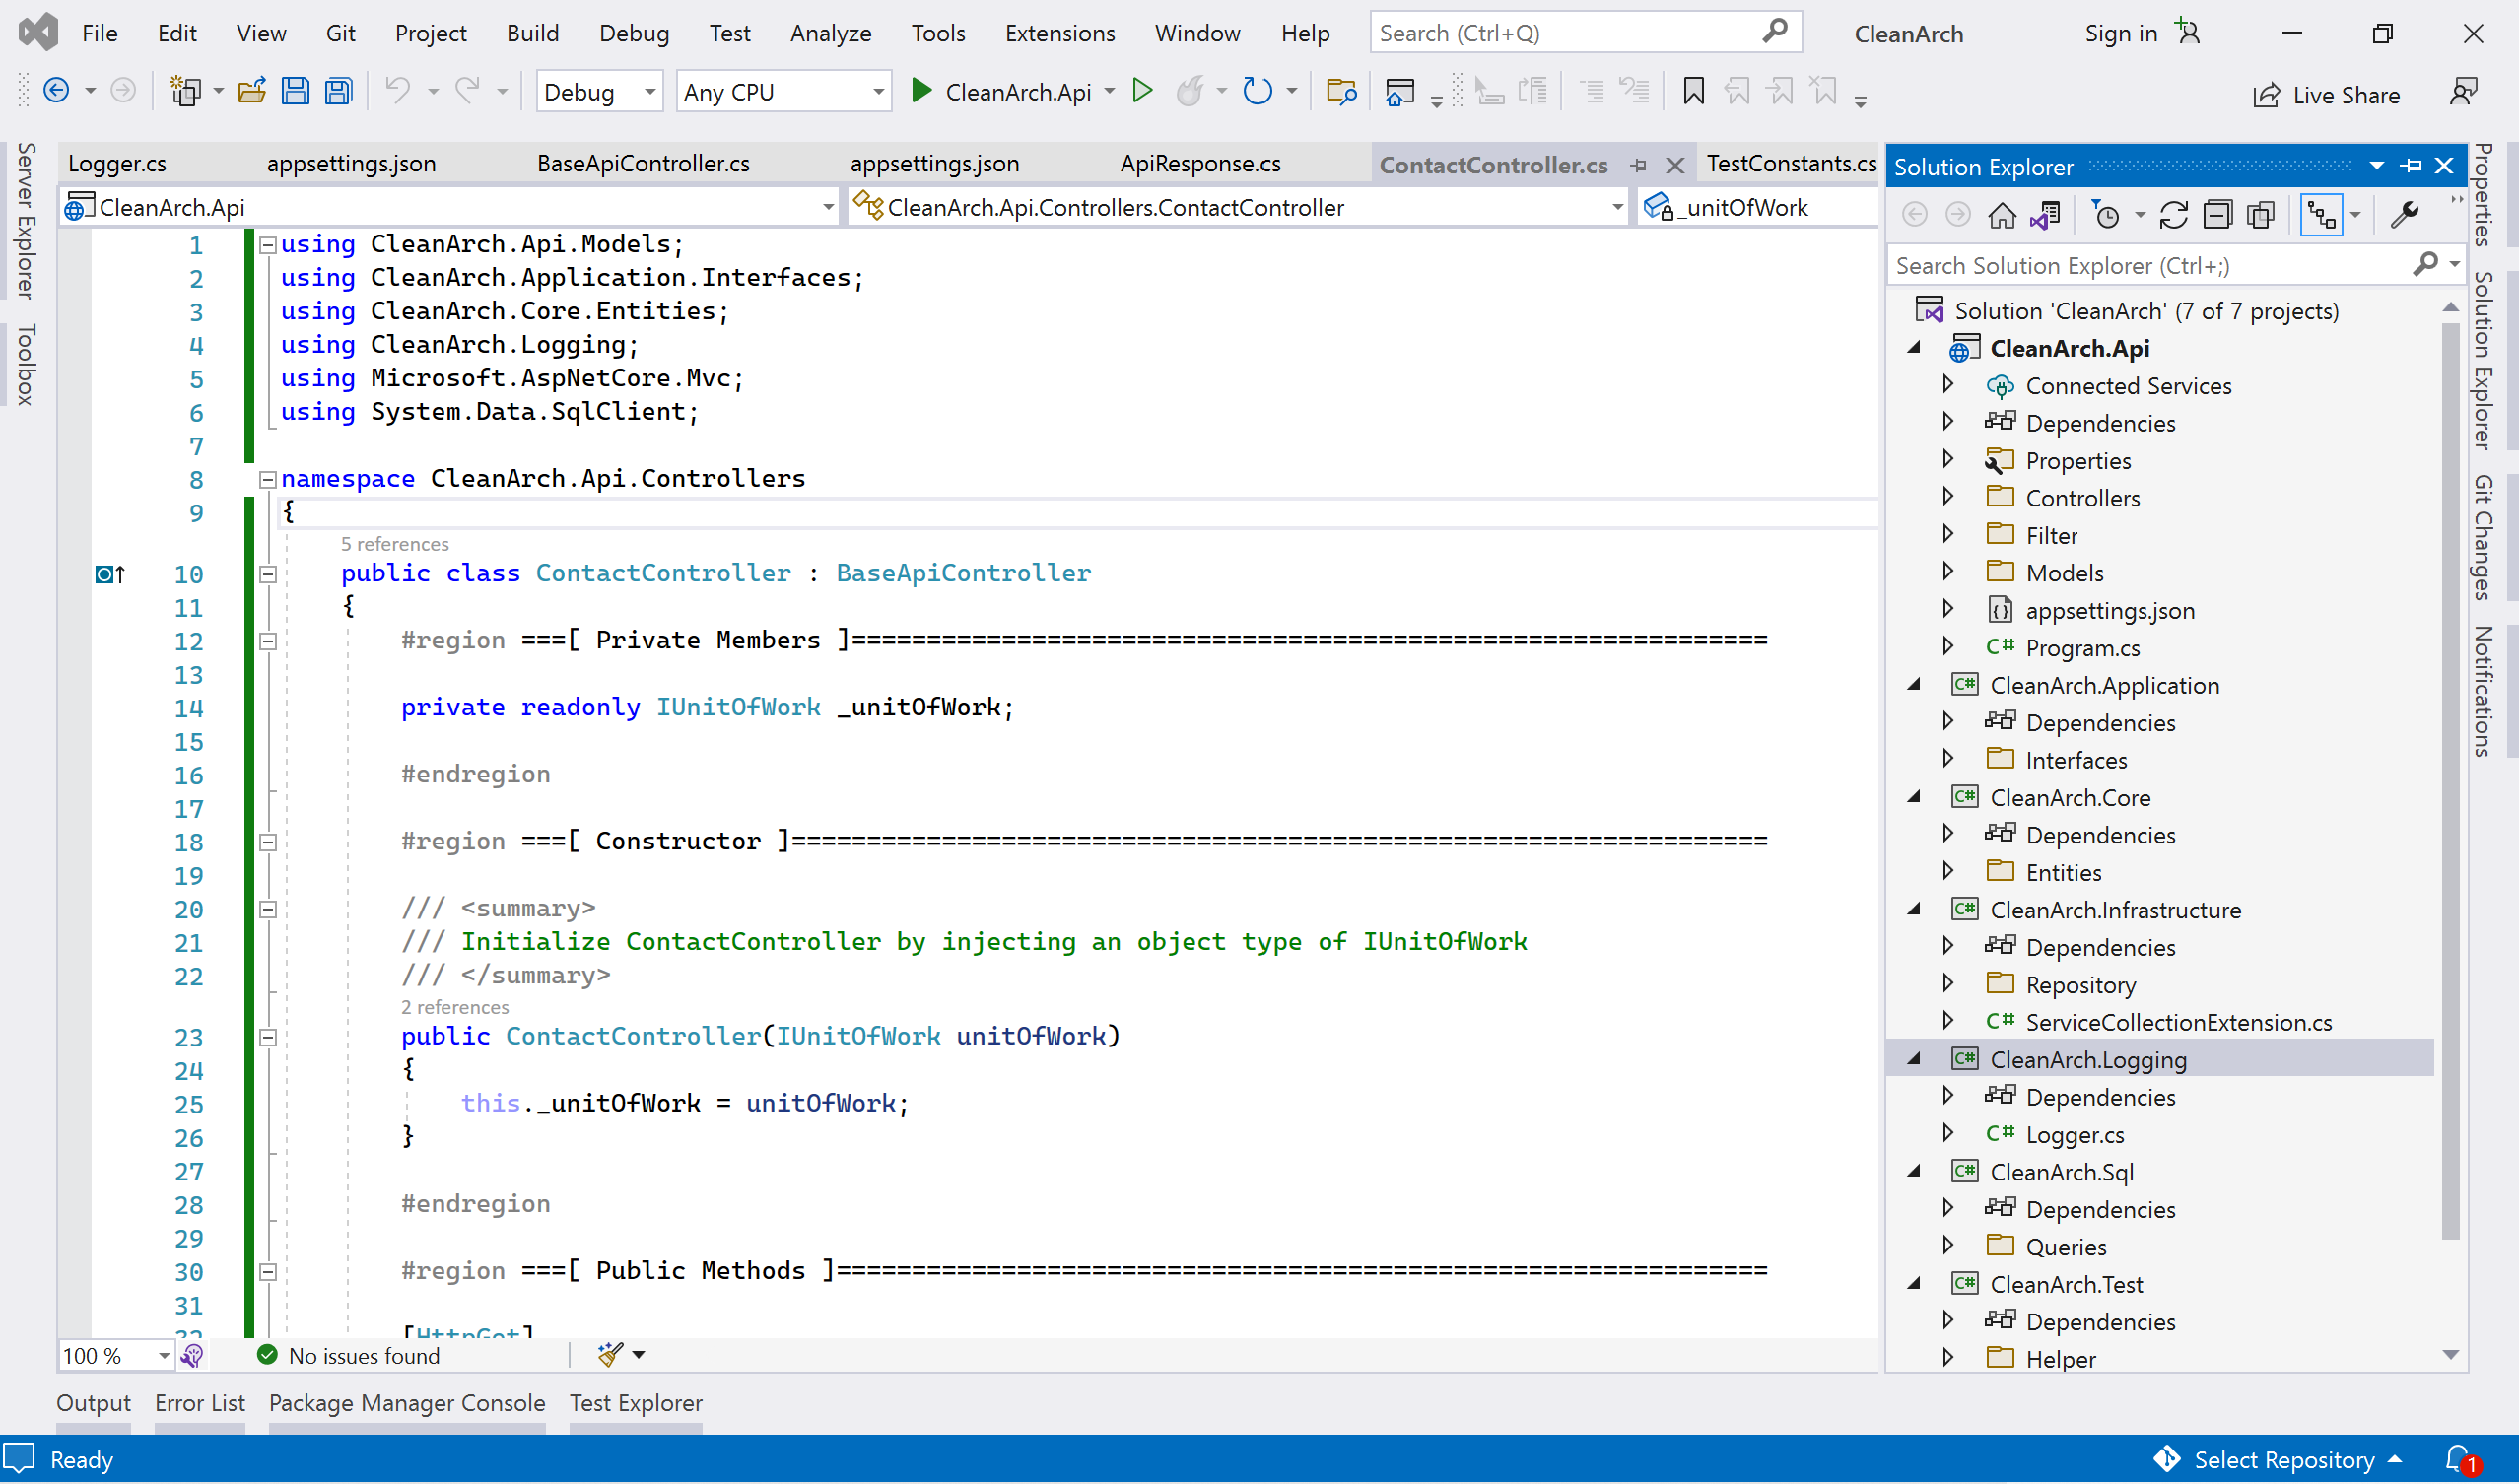 File Edit View Git Project Build Debug Test Analyze Tools Extensions Window Help Search (Ctrl+Q) CleanArch Sign in
Debug Any CPU CleanArch.Api Live Share
Server Explorer
Toolbox
Logger.cs appsettings.json BaseApiController.cs appsettings.json ApiResponse.cs ContactController.cs TestConstants.cs
CleanArch.Api CleanArch.Api.Controllers.ContactController _unitOfWork
1 using CleanArch.Api.Models;
2 using CleanArch.Application.Interfaces;
3 using CleanArch.Core.Entities;
4 using CleanArch.Logging;
5 using Microsoft.AspNetCore.Mvc;
6 using System.Data.SqlClient;
7
8 namespace CleanArch.Api.Controllers
9 {
5 references
10 public class ContactController : BaseApiController
11 {
12 #region ===[ Private Members ]=============================================================
13
14 private readonly IUnitOfWork _unitOfWork;
15
16 #endregion
17
18 #region ===[ Constructor ]=================================================================
19
20 /// <summary>
21 /// Initialize ContactController by injecting an object type of IUnitOfWork
22 /// </summary>
2 references
23 public ContactController(IUnitOfWork unitOfWork)
24 {
25 this._unitOfWork = unitOfWork;
26 }
27
28 #endregion
29
30 #region ===[ Public Methods ]==============================================================
31
32 [HttpGet]
100 % No issues found
Solution Explorer
Search Solution Explorer (Ctrl+;)
Solution 'CleanArch' (7 of 7 projects)
CleanArch.Api
Connected Services
Dependencies
Properties
Controllers
Filter
Models
appsettings.json
C# Program.cs
C# CleanArch.Application
Dependencies
Interfaces
C# CleanArch.Core
Dependencies
Entities
C# CleanArch.Infrastructure
Dependencies
Repository
C# ServiceCollectionExtension.cs
C# CleanArch.Logging
Dependencies
C# Logger.cs
C# CleanArch.Sql
Dependencies
Queries
C# CleanArch.Test
Dependencies
Helper
Properties
Solution Explorer
Git Changes
Notifications
Output Error List Package Manager Console Test Explorer
Ready Select Repository 1